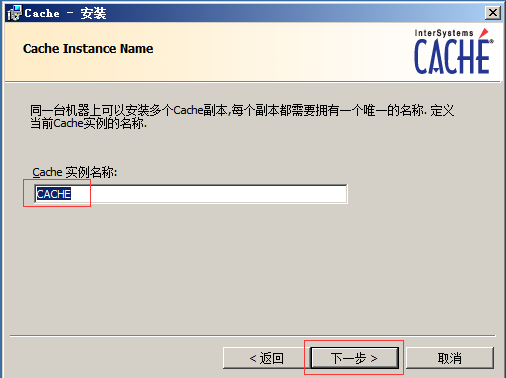 Cache - 安装
Cache Instance Name
InterSystems
CACHÉ
同一台机器上可以安装多个Cache副本,每个副本都需要拥有一个唯一的名称. 定义
当前Cache实例的名称.
Cache 实例名称:
CACHE
< 返回
下一步 >
取消